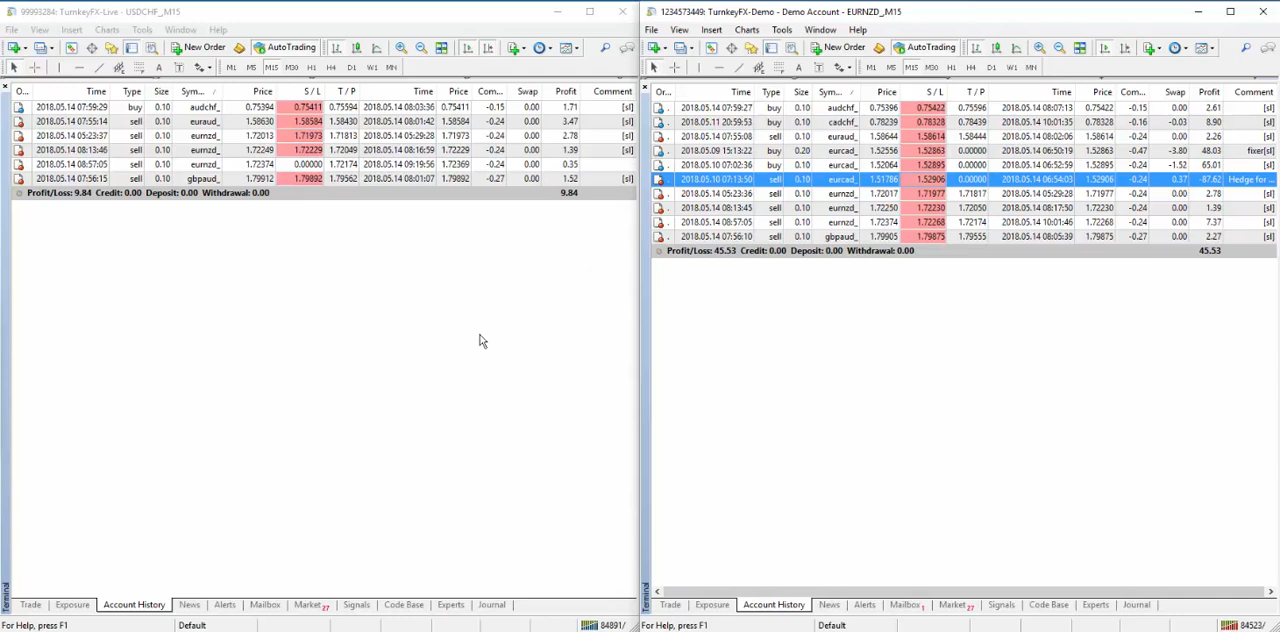 99993284: TurnkeyFX-Live - USDCHF_M15
File View Insert Charts Tools Window Help
New Order AutoTrading
A T M1 M5 M15 M30 H1 H4 D1 W1 MN
O... Time Type Size Sym... / Price S / L T / P Time Price Com... Swap Profit Comment
2018.05.14 07:59:29 buy 0.10 audchf_ 0.75394 0.75411 0.75594 2018.05.14 08:03:36 0.75411 -0.15 0.00 1.71 [sl]
2018.05.14 07:55:14 sell 0.10 euraud_ 1.58630 1.58584 1.58430 2018.05.14 08:01:42 1.58584 -0.24 0.00 3.47 [sl]
2018.05.14 05:23:37 sell 0.10 eurnzd_ 1.72013 1.71973 1.71813 2018.05.14 05:29:28 1.71973 -0.24 0.00 2.78 [sl]
2018.05.14 08:13:46 sell 0.10 eurnzd_ 1.72249 1.72229 1.72049 2018.05.14 08:16:59 1.72229 -0.24 0.00 1.39 [sl]
2018.05.14 08:57:05 sell 0.10 eurnzd_ 1.72374 0.00000 1.72174 2018.05.14 09:19:56 1.72369 -0.24 0.00 0.35
2018.05.14 07:56:15 sell 0.10 gbpaud_ 1.79912 1.79892 1.79562 2018.05.14 08:01:07 1.79892 -0.27 0.00 1.52 [sl]
Profit/Loss: 9.84 Credit: 0.00 Deposit: 0.00 Withdrawal: 0.00 9.84
Terminal
Trade Exposure Account History News Alerts Mailbox Market 27 Signals Code Base Experts Journal
For Help, press F1 Default 84891/
1234573449: TurnkeyFX-Demo - Demo Account - EURNZD_M15
File View Insert Charts Tools Window Help
New Order AutoTrading
A T M1 M5 M15 M30 H1 H4 D1 W1 MN
Or... Time Type Size Sym... / Price S / L T / P Time Price Com... Swap Profit Comment
2018.05.14 07:59:27 buy 0.10 audchf_ 0.75396 0.75422 0.75596 2018.05.14 08:07:13 0.75422 -0.15 0.00 2.61 [sl]
2018.05.11 20:59:53 buy 0.10 cadchf_ 0.78239 0.78328 0.78439 2018.05.14 10:01:35 0.78328 -0.16 -0.03 8.90 [sl]
2018.05.14 07:55:08 sell 0.10 euraud_ 1.58644 1.58614 1.58444 2018.05.14 08:02:06 1.58614 -0.24 0.00 2.26 [sl]
2018.05.09 15:13:22 buy 0.20 eurcad_ 1.52556 1.52863 0.00000 2018.05.14 06:50:19 1.52863 -0.47 -3.80 48.03 fixer[sl]
2018.05.10 07:02:36 buy 0.10 eurcad_ 1.52064 1.52895 0.00000 2018.05.14 06:52:59 1.52895 -0.24 -1.52 65.01 [sl]
2018.05.10 07:13:50 sell 0.10 eurcad_ 1.51786 1.52906 0.00000 2018.05.14 06:54:03 1.52906 -0.24 0.37 -87.62 Hedge for ...
2018.05.14 05:23:36 sell 0.10 eurnzd_ 1.72017 1.71977 1.71817 2018.05.14 05:29:28 1.71977 -0.24 0.00 2.78 [sl]
2018.05.14 08:13:45 sell 0.10 eurnzd_ 1.72250 1.72230 1.72050 2018.05.14 08:17:50 1.72230 -0.24 0.00 1.39 [sl]
2018.05.14 08:57:05 sell 0.10 eurnzd_ 1.72374 1.72268 1.72174 2018.05.14 10:01:46 1.72268 -0.24 0.00 7.37 [sl]
2018.05.14 07:56:10 sell 0.10 gbpaud_ 1.79905 1.79875 1.79555 2018.05.14 08:05:39 1.79875 -0.27 0.00 2.27 [sl]
Profit/Loss: 45.53 Credit: 0.00 Deposit: 0.00 Withdrawal: 0.00 45.53
Terminal
Trade Exposure Account History News Alerts Mailbox 1 Market 27 Signals Code Base Experts Journal
For Help, press F1 Default 84523/